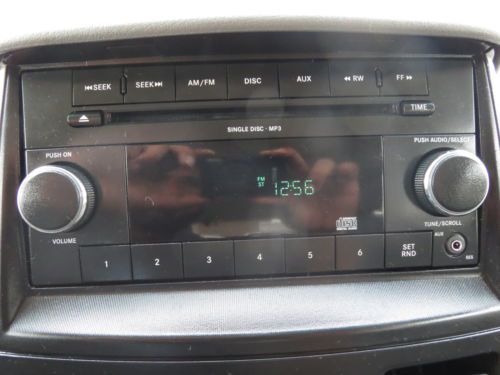 |◄◄SEEK SEEK►►| AM/FM DISC AUX ◄◄ RW FF ►►
TIME
SINGLE DISC · MP3
PUSH ON PUSH AUDIO/SELECT
FM
ST 12:56
VOLUME TUNE/SCROLL
1 2 3 4 5 6 SET
RND
AUX
RES